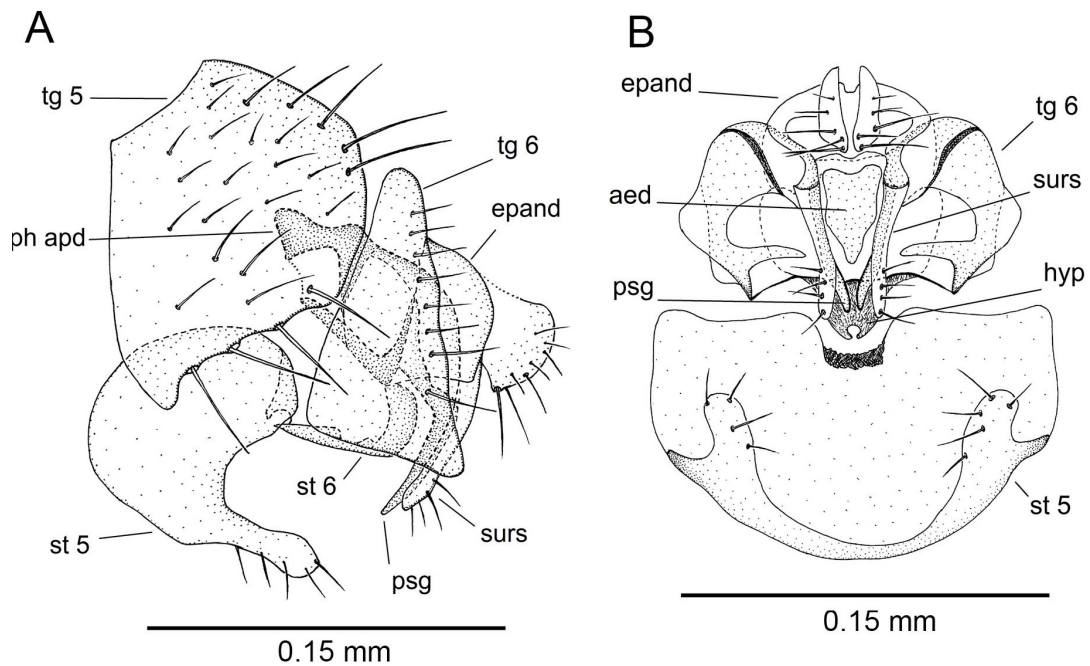 A
tg 5
tg 6
epand
ph apd
st 6
surs
st 5
psg
0.15 mm
B
epand
tg 6
aed
surs
psg
hyp
st 5
0.15 mm